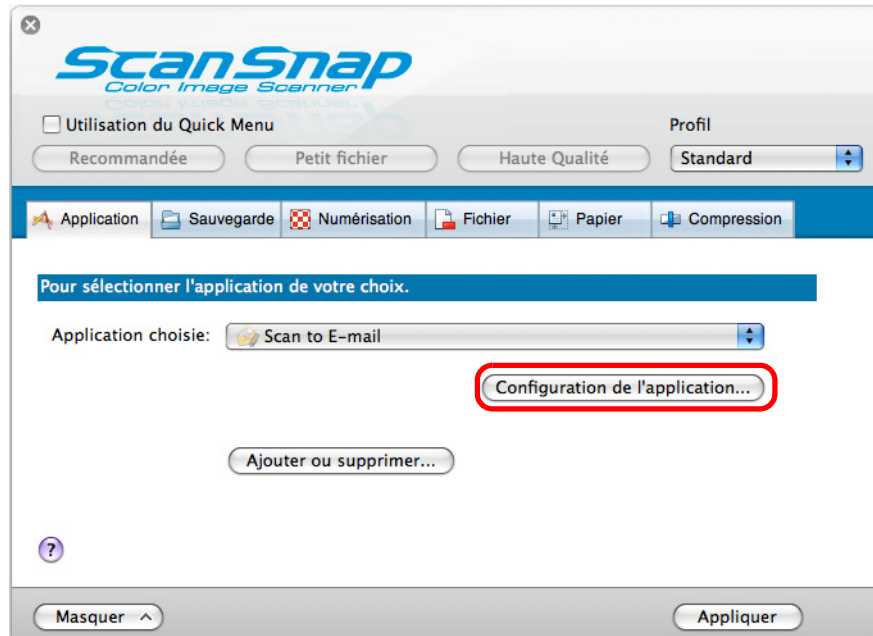 ScanSnap
Color Image Scanner
Utilisation du Quick Menu
Profil
Recommandée
Petit fichier
Haute Qualité
Standard
Application
Sauvegarde
Numérisation
Fichier
Papier
Compression
Pour sélectionner l'application de votre choix.
Application choisie:
Scan to E-mail
Configuration de l'application...
Ajouter ou supprimer...
?
Masquer
Appliquer